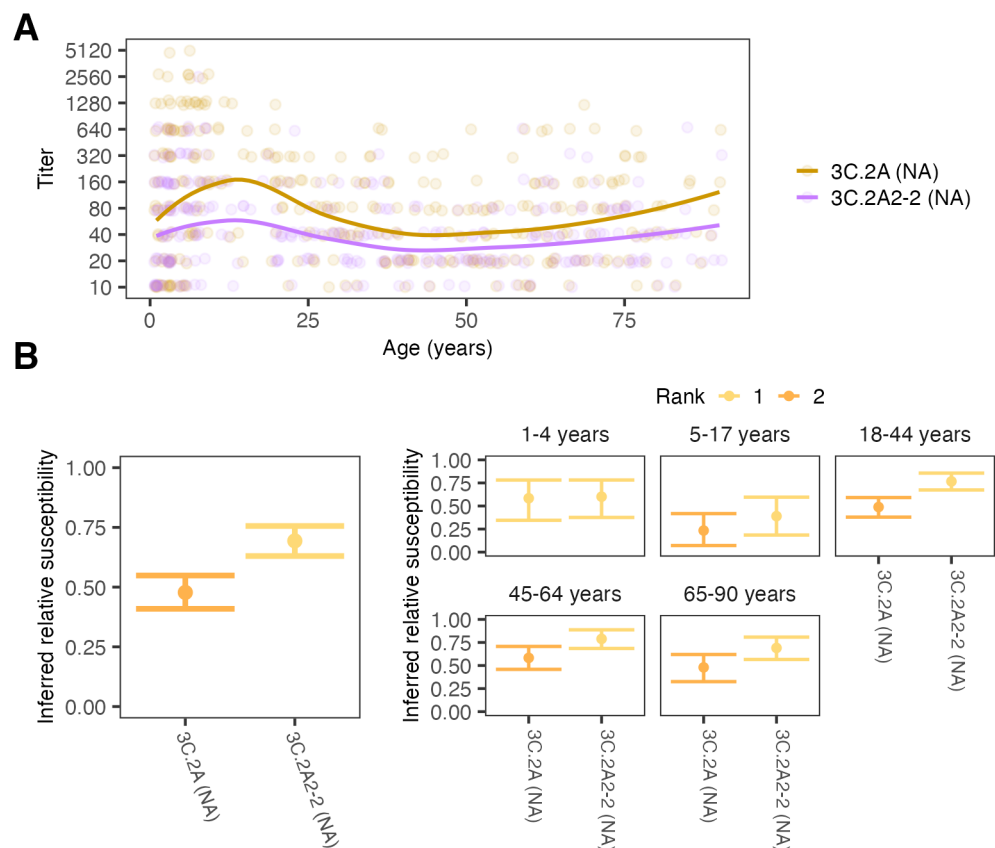 A
Titer
5120
2560
1280
640
320
160
80
40
20
10
0 25 50 75
Age (years)
3C.2A (NA)
3C.2A2-2 (NA)
B
Inferred relative susceptibility
1.00
0.75
0.50
0.25
0.00
3C.2A (NA)
3C.2A2-2 (NA)
Rank 1 2
Inferred relative susceptibility
1-4 years 5-17 years 18-44 years
1.00
0.75
0.50
0.25
0.00
3C.2A (NA)
3C.2A2-2 (NA)
45-64 years 65-90 years
1.00
0.75
0.50
0.25
0.00
3C.2A (NA)
3C.2A2-2 (NA)
3C.2A (NA)
3C.2A2-2 (NA)